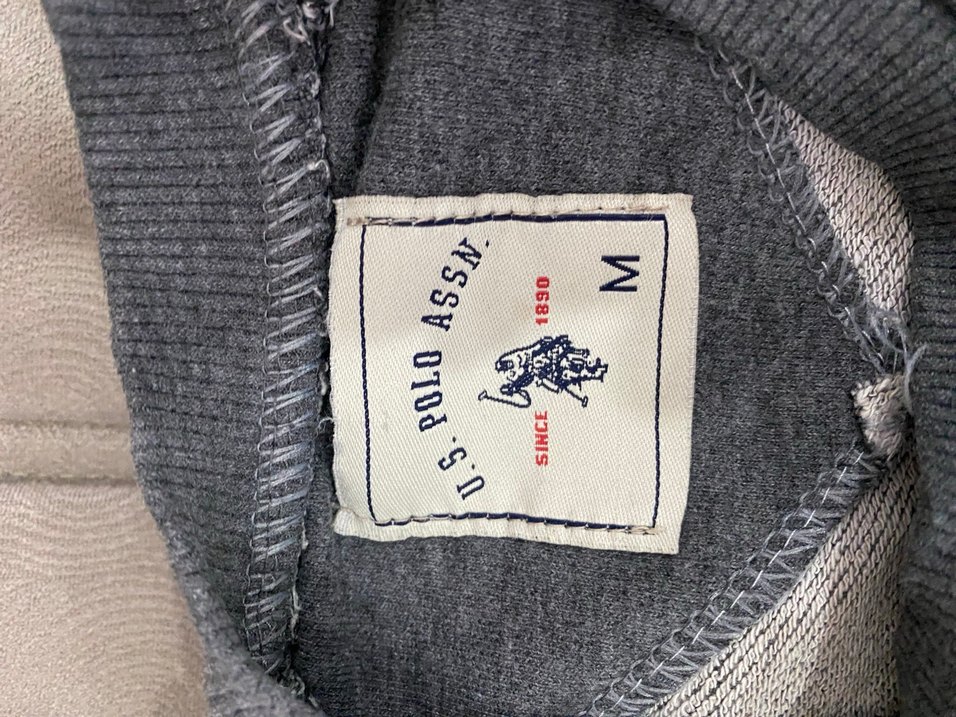 U.S. POLO ASSN.
SINCE 1890
M